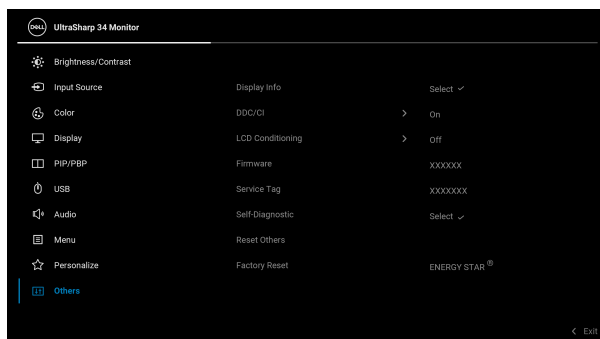 DELL UltraSharp 34 Monitor
Brightness/Contrast
Input Source Display Info Select ✓
Color DDC/CI > On
Display LCD Conditioning > Off
PIP/PBP Firmware XXXXXX
USB Service Tag XXXXXXX
Audio Self-Diagnostic Select ✓
Menu Reset Others
Personalize Factory Reset ENERGY STAR ®
Others
< Exit